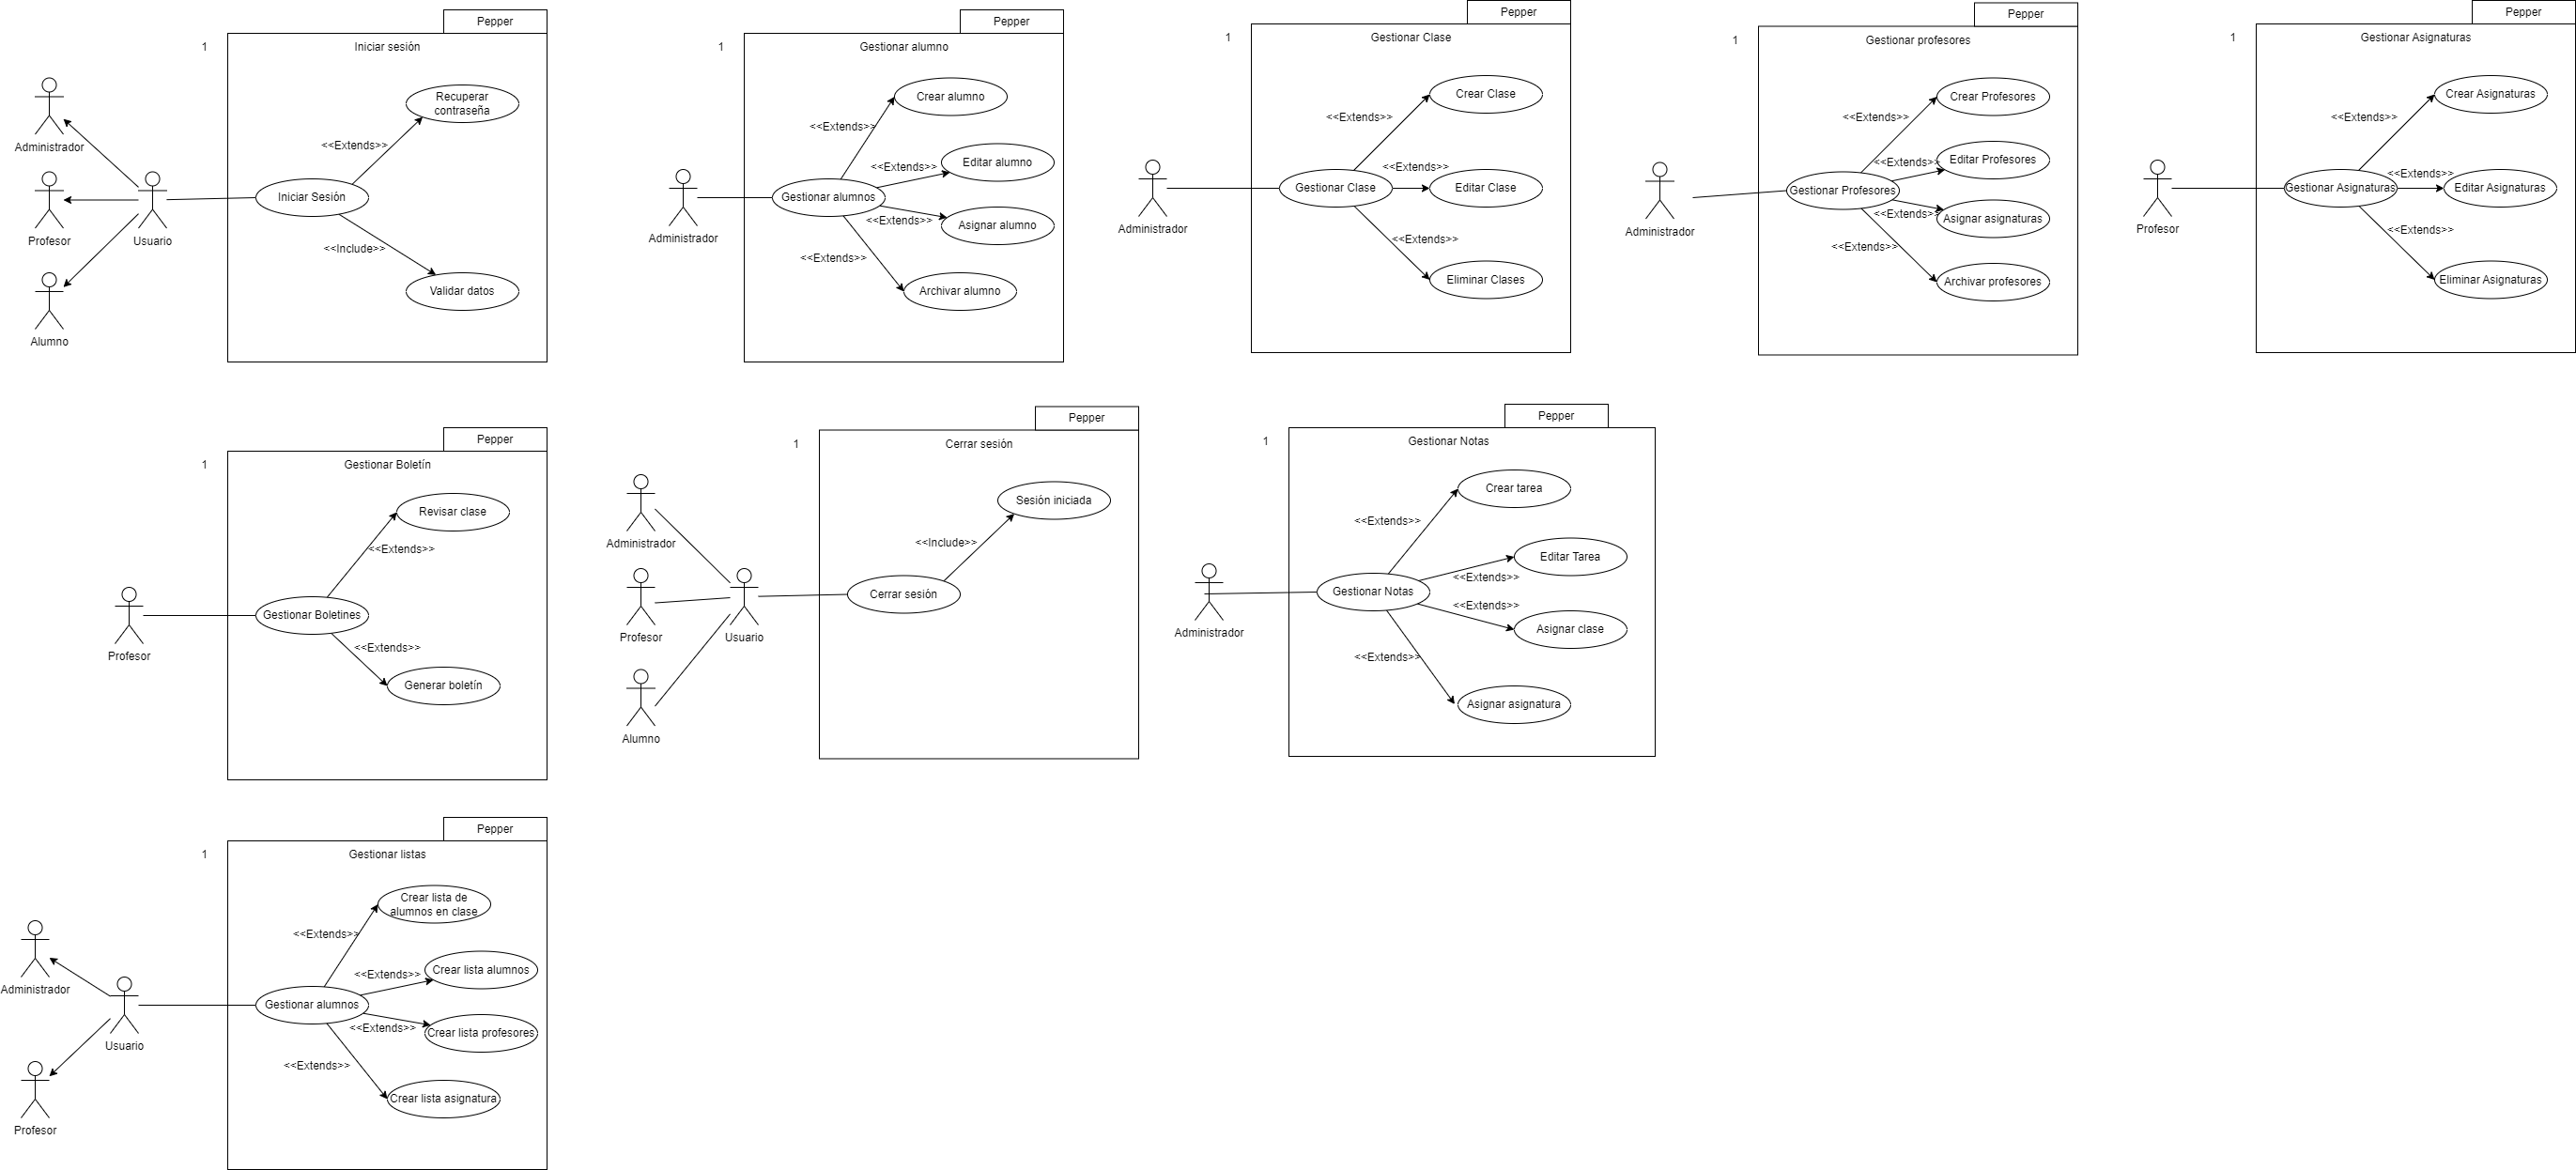 Pepper
1
Iniciar sesión
Recuperar
contraseña
<<Extends>>
Administrador
Iniciar Sesión
Profesor
Usuario
<<Include>>
Validar datos
Alumno
Pepper
1
Gestionar alumno
Crear alumno
<<Extends>>
Editar alumno
<<Extends>>
Gestionar alumnos
<<Extends>>
Asignar alumno
Administrador
<<Extends>>
Archivar alumno
Pepper
1
Gestionar Clase
Crear Clase
<<Extends>>
<<Extends>>
Gestionar Clase
Editar Clase
Administrador
<<Extends>>
Eliminar Clases
Pepper
1
Gestionar profesores
Crear Profesores
<<Extends>>
<<Extends>>
Editar Profesores
Gestionar Profesores
<<Extends>>
Asignar asignaturas
Administrador
<<Extends>>
Archivar profesores
Pepper
1
Gestionar Asignaturas
Crear Asignaturas
<<Extends>>
<<Extends>>
Gestionar Asignaturas
Editar Asignaturas
Profesor
<<Extends>>
Eliminar Asignaturas
Pepper
1
Gestionar Boletín
Revisar clase
<<Extends>>
Gestionar Boletines
Profesor
<<Extends>>
Generar boletín
Pepper
1
Cerrar sesión
Sesión iniciada
<<Include>>
Administrador
Cerrar sesión
Profesor
Usuario
Alumno
Pepper
1
Gestionar Notas
Crear tarea
<<Extends>>
Editar Tarea
<<Extends>>
Gestionar Notas
<<Extends>>
Asignar clase
Administrador
<<Extends>>
Asignar asignatura
Pepper
1
Gestionar listas
Crear lista de
alumnos en clase
<<Extends>>
Crear lista alumnos
<<Extends>>
Administrador
Gestionar alumnos
<<Extends>>
Crear lista profesores
Usuario
<<Extends>>
Crear lista asignatura
Profesor